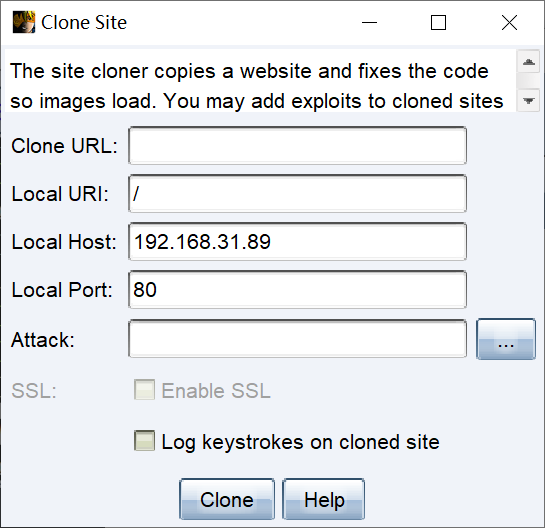 Clone Site
The site cloner copies a website and fixes the code
so images load. You may add exploits to cloned sites
Clone URL:
Local URI: /
Local Host: 192.168.31.89
Local Port: 80
Attack: ...
SSL: Enable SSL
Log keystrokes on cloned site
Clone Help